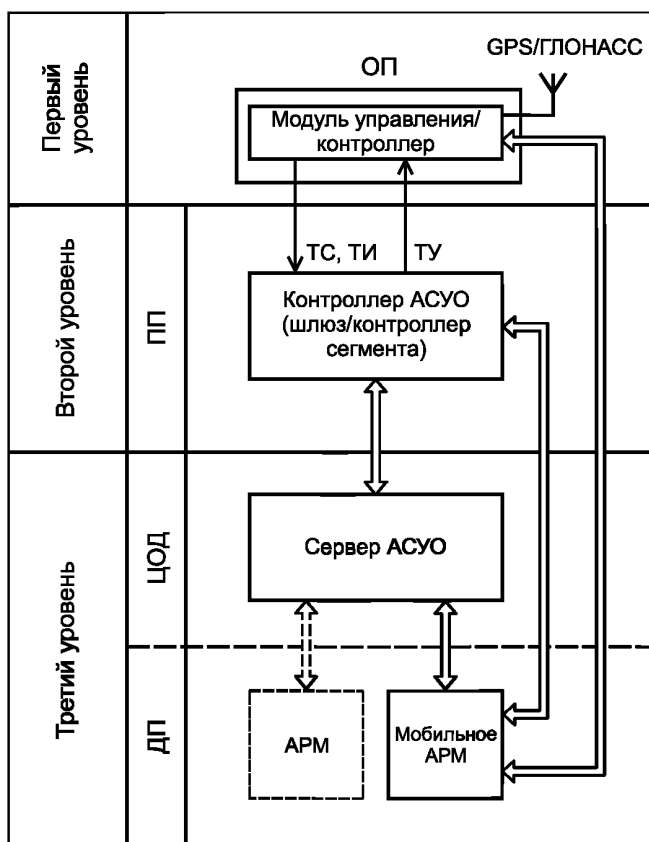 GPS/ГЛОНАСС
ОП
Первый
уровень
Модуль управления/
контроллер
ТС, ТИ
ТУ
Второй уровень
ПП
Контроллер АСУО
(шлюз/контроллер
сегмента)
Третий уровень
ЦОД
Сервер АСУО
ДП
АРМ
Мобильное
АРМ